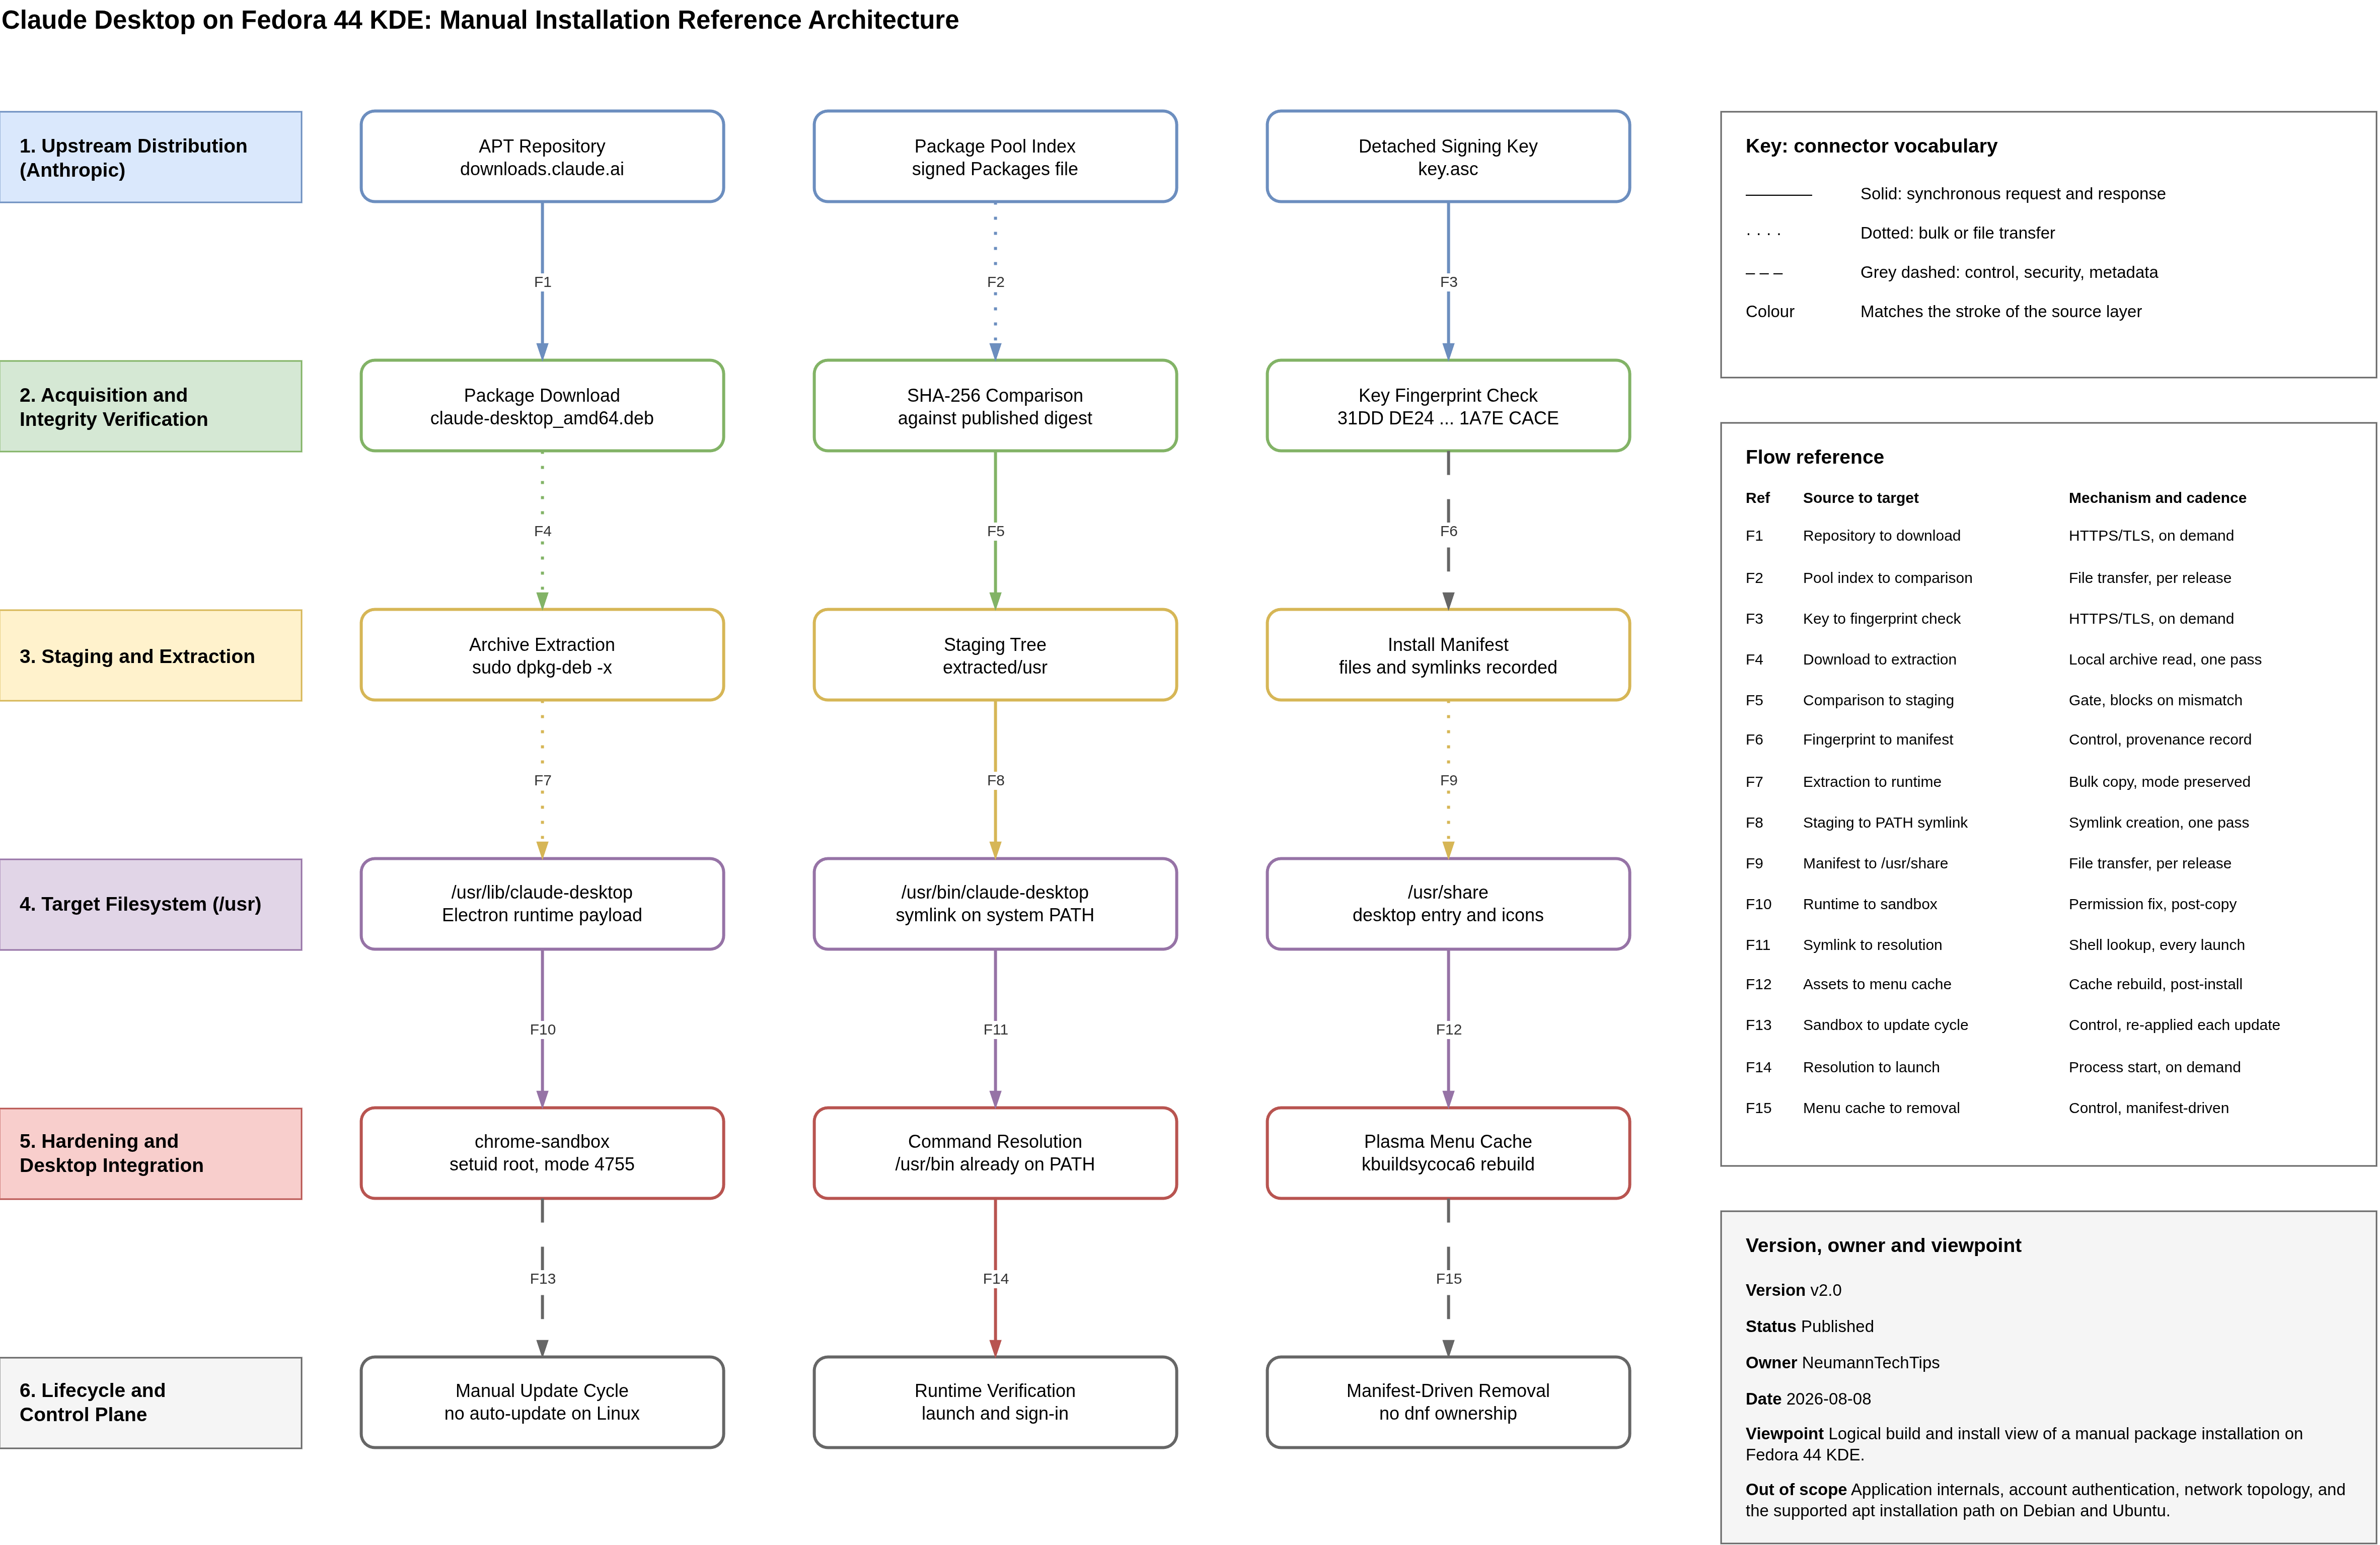 Claude Desktop on Fedora 44 KDE: Manual Installation Reference Architecture
1. Upstream Distribution
(Anthropic)
APT Repository
downloads.claude.ai
Package Pool Index
signed Packages file
Detached Signing Key
key.asc
F1
F2
F3
2. Acquisition and
Integrity Verification
Package Download
claude-desktop_amd64.deb
SHA-256 Comparison
against published digest
Key Fingerprint Check
31DD DE24 ... 1A7E CACE
F4
F5
F6
3. Staging and Extraction
Archive Extraction
sudo dpkg-deb -x
Staging Tree
extracted/usr
Install Manifest
files and symlinks recorded
F7
F8
F9
4. Target Filesystem (/usr)
/usr/lib/claude-desktop
Electron runtime payload
/usr/bin/claude-desktop
symlink on system PATH
/usr/share
desktop entry and icons
F10
F11
F12
5. Hardening and
Desktop Integration
chrome-sandbox
setuid root, mode 4755
Command Resolution
/usr/bin already on PATH
Plasma Menu Cache
kbuildsycoca6 rebuild
F13
F14
F15
6. Lifecycle and
Control Plane
Manual Update Cycle
no auto-update on Linux
Runtime Verification
launch and sign-in
Manifest-Driven Removal
no dnf ownership
Key: connector vocabulary
Solid: synchronous request and response
Dotted: bulk or file transfer
Grey dashed: control, security, metadata
Colour Matches the stroke of the source layer
Flow reference
Ref Source to target Mechanism and cadence
F1 Repository to download HTTPS/TLS, on demand
F2 Pool index to comparison File transfer, per release
F3 Key to fingerprint check HTTPS/TLS, on demand
F4 Download to extraction Local archive read, one pass
F5 Comparison to staging Gate, blocks on mismatch
F6 Fingerprint to manifest Control, provenance record
F7 Extraction to runtime Bulk copy, mode preserved
F8 Staging to PATH symlink Symlink creation, one pass
F9 Manifest to /usr/share File transfer, per release
F10 Runtime to sandbox Permission fix, post-copy
F11 Symlink to resolution Shell lookup, every launch
F12 Assets to menu cache Cache rebuild, post-install
F13 Sandbox to update cycle Control, re-applied each update
F14 Resolution to launch Process start, on demand
F15 Menu cache to removal Control, manifest-driven
Version, owner and viewpoint
Version v2.0
Status Published
Owner NeumannTechTips
Date 2026-08-08
Viewpoint Logical build and install view of a manual package installation on
Fedora 44 KDE.
Out of scope Application internals, account authentication, network topology, and
the supported apt installation path on Debian and Ubuntu.